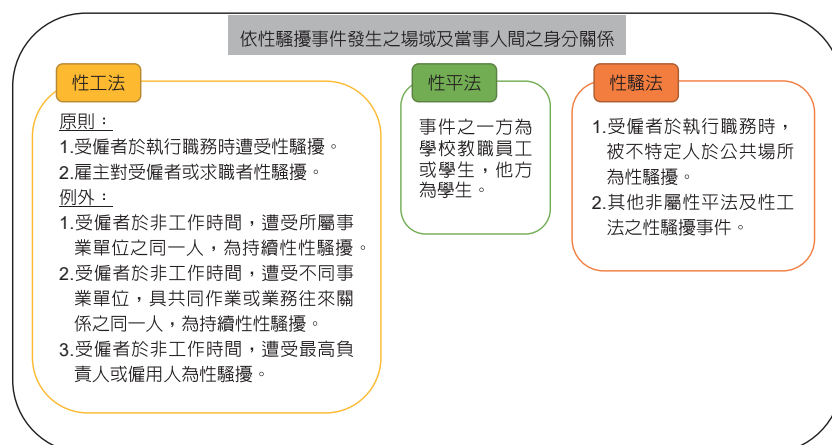 依性騷擾事件發生之場域及當事人間之身分關係
性工法
原則：
1.受僱者於執行職務時遭受性騷擾。
2.雇主對受僱者或求職者性騷擾。
例外：
1.受僱者於非工作時間，遭受所屬事
業單位之同一人，為持續性性騷擾。
2.受僱者於非工作時間，遭受不同事
業單位，具共同作業或業務往來關
係之同一人，為持續性性騷擾。
3.受僱者於非工作時間，遭受最高負
責人或僱用人為性騷擾。
性平法
事件之一方為
學校教職員工
或學生，他方
為學生。
性騷法
1.受僱者於執行職務時，
被不特定人於公共場所
為性騷擾。
2.其他非屬性平法及性工
法之性騷擾事件。